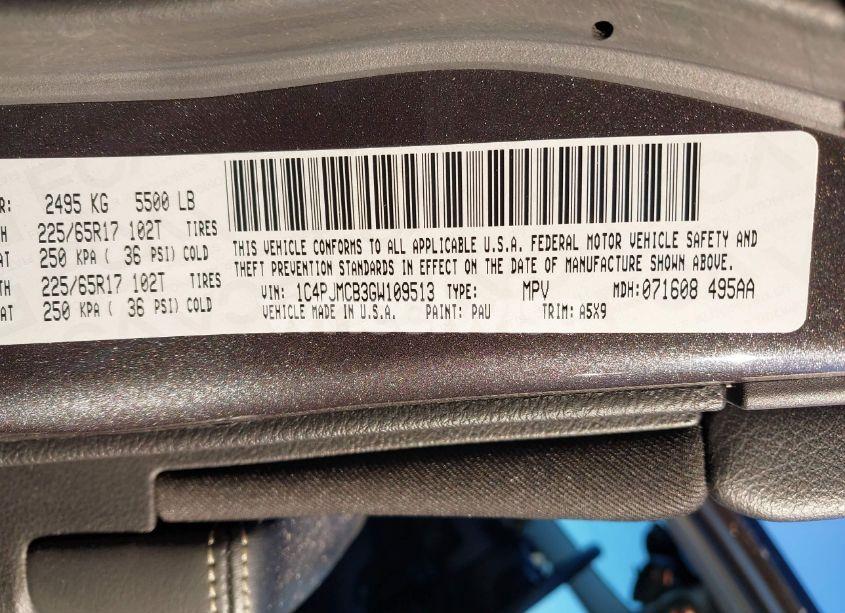 R: 2495 KG 5500 LB
H 225/65R17 102T TIRES
AT 250 KPA ( 36 PSI) COLD
TH 225/65R17 102T TIRES
AT 250 KPA ( 36 PSI) COLD
THIS VEHICLE CONFORMS TO ALL APPLICABLE U.S.A. FEDERAL MOTOR VEHICLE SAFETY AND
THEFT PREVENTION STANDARDS IN EFFECT ON THE DATE OF MANUFACTURE SHOWN ABOVE.
VIN: 1C4PJMCB3GW109513 TYPE: MPV MDH:071608 495AA
VEHICLE MADE IN U.S.A. PAINT: PAU TRIM: A5X9